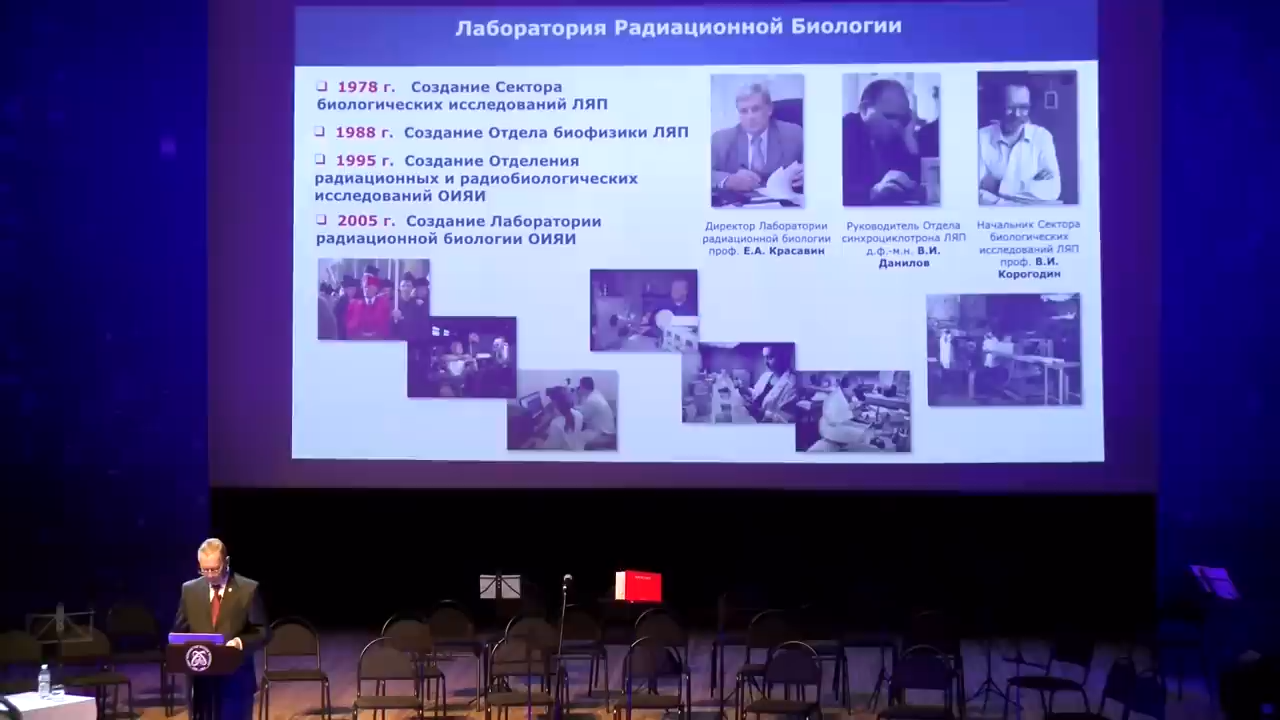 Лаборатория Радиационной Биологии
1978 г. Создание Сектора
биологических исследований ЛЯП
1988 г. Создание Отдела биофизики ЛЯП
1995 г. Создание Отделения
радиационных и радиобиологических
исследований ОИЯИ
2005 г. Создание Лаборатории
радиационной биологии ОИЯИ
Директор Лаборатории
радиационной биологии
проф. Е.А. Красавин
Руководитель Отдела
синхроциклотрона ЛЯП
д.ф.-м.н. В.И.
Данилов
Начальник Сектора
биологических
исследований ЛЯП
проф. В.И.
Корогодин